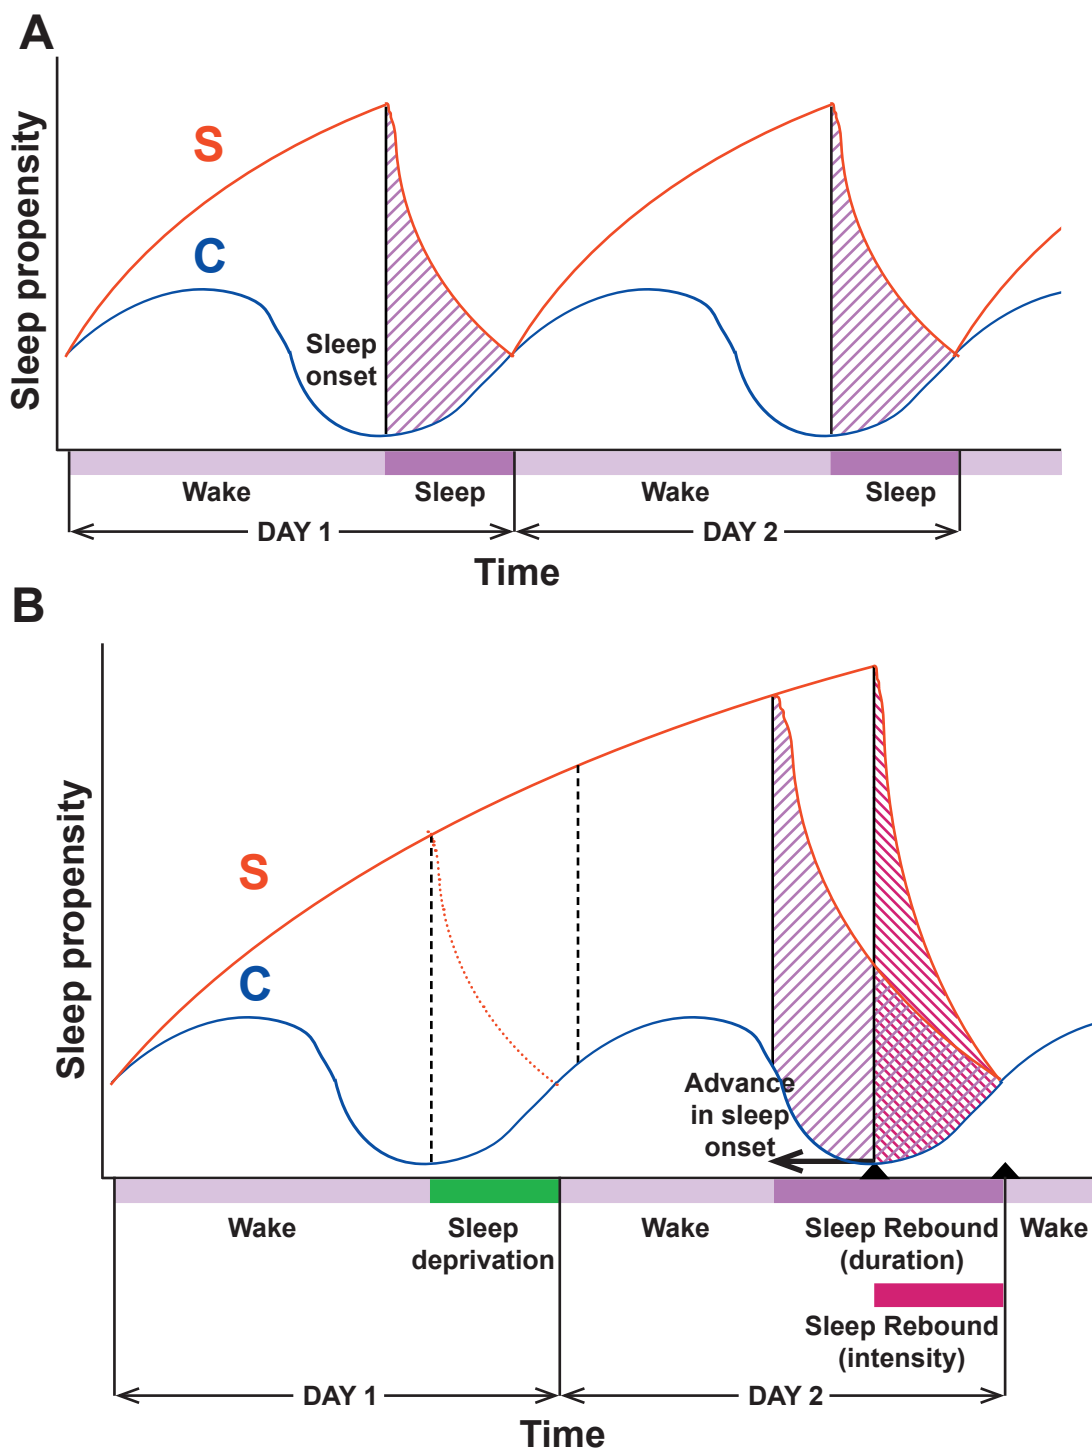 A
Sleep propensity
S
C
Sleep
onset
Wake
Sleep
Wake
Sleep
DAY 1
DAY 2
Time
B
Sleep propensity
S
C
Advance
in sleep
onset
Wake
Sleep
deprivation
Wake
Sleep Rebound
(duration)
Wake
Sleep Rebound
(intensity)
DAY 1
DAY 2
Time